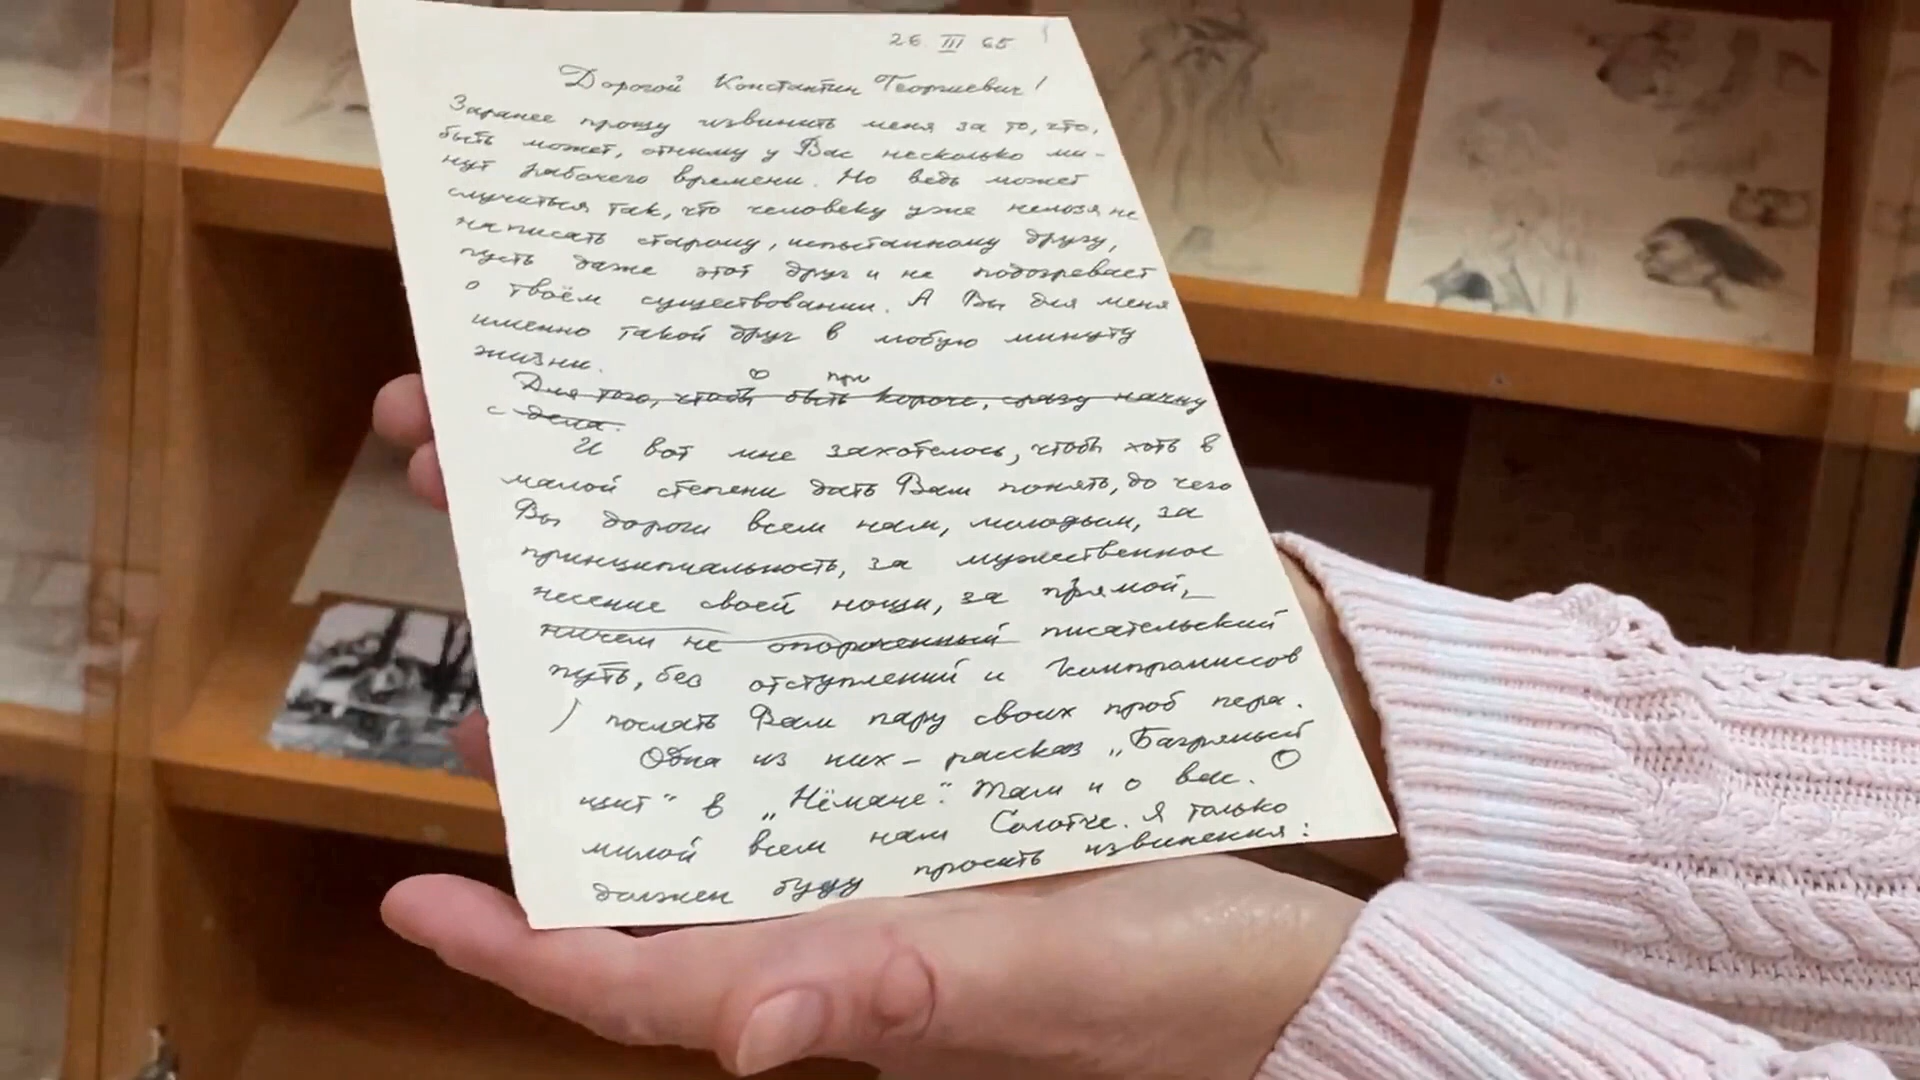 26 III 65
Дорогой Константин Георгиевич!
Заранее прошу извинить меня за то, что,
быть может, отниму у Вас несколько ми-
нут рабочего времени. Но ведь может
случиться так, что человеку уже нельзя не
написать старому, испытанному другу,
пусть даже этот друг и не подозревает
о твоём существовании. А Вы для меня
именно такой друг в любую минуту
жизни.
при
Для того, чтобы быть короче, сразу начну
с дела.
И вот мне захотелось, чтобы хоть в
малой степени дать Вам понять, до чего
Вы дороги всем нам, молодым, за
принципиальность, за мужественное
несение своей ноши, за прямой,
ничем не опороченный писательский
путь, без отступлений и компромиссов
) послать Вам пару своих проб пера.
Одна из них – рассказ „Багряный
щит" в „Нёмане". Там и о вас. О
милой всем нам Солотче. Я только
должен буду просить извинения: